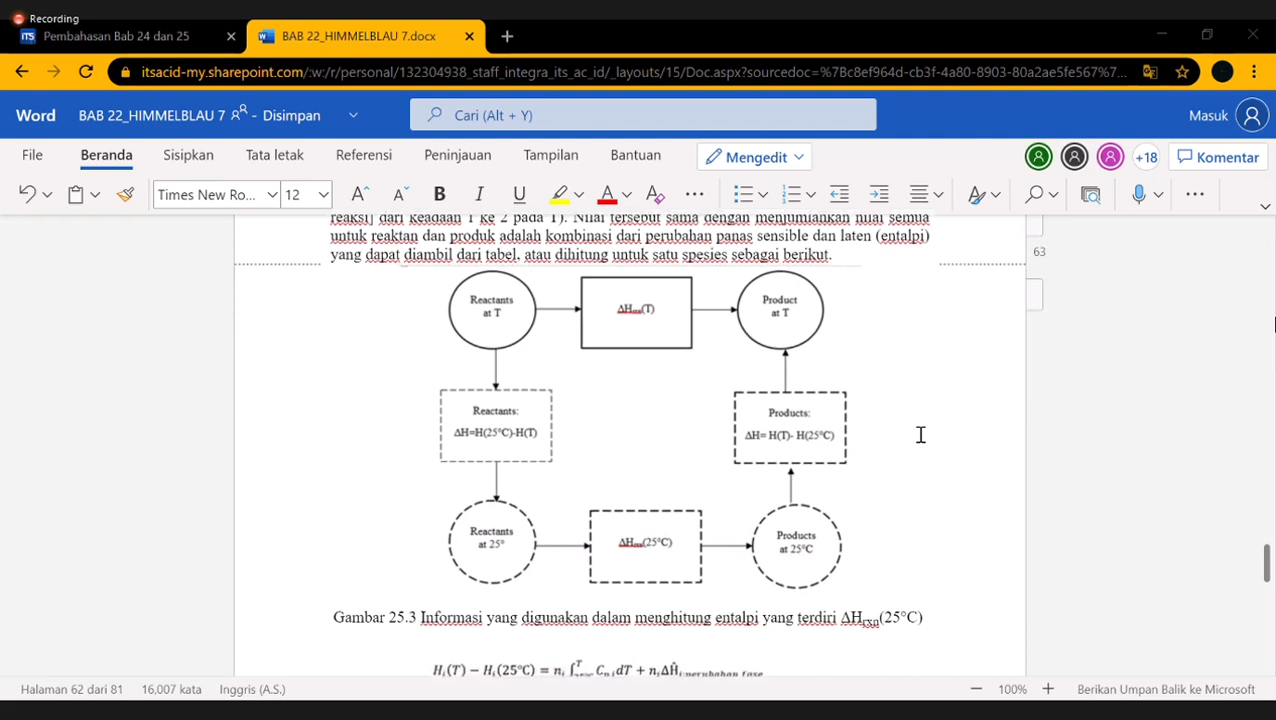 Recording
ITS Pembahasan Bab 24 dan 25
BAB 22_HIMMELBLAU 7.docx
itsacid-my.sharepoint.com/:w:/r/personal/132304938_staff_integra_its_ac_id/_layouts/15/Doc.aspx?sourcedoc=%7Bc8ef964d-cb3f-4a80-8903-80a2ae5fe567%7...
Word BAB 22_HIMMELBLAU 7 - Disimpan
Cari (Alt + Y)
Masuk
File Beranda Sisipkan Tata letak Referensi Peninjauan Tampilan Bantuan
Mengedit
+18
Komentar
Times New Ro...
12
B I U A
reaksi] dari keadaan 1 ke 2 pada T). Nilai tersebut sama dengan menjumlahkan nilai semua
untuk reaktan dan produk adalah kombinasi dari perubahan panas sensible dan laten (entalpi)
yang dapat diambil dari tabel, atau dihitung untuk satu spesies sebagai berikut.
63
Reactants
at T
ΔHrxn(T)
Product
at T
Reactants:
ΔH=H(25°C)-H(T)
Products:
ΔH= H(T)- H(25°C)
Reactants
at 25°
ΔHrxn(25°C)
Products
at 25°C
Gambar 25.3 Informasi yang digunakan dalam menghitung entalpi yang terdiri ΔHrxn(25°C)
Halaman 62 dari 81
16,007 kata
Inggris (A.S.)
100%
Berikan Umpan Balik ke Microsoft